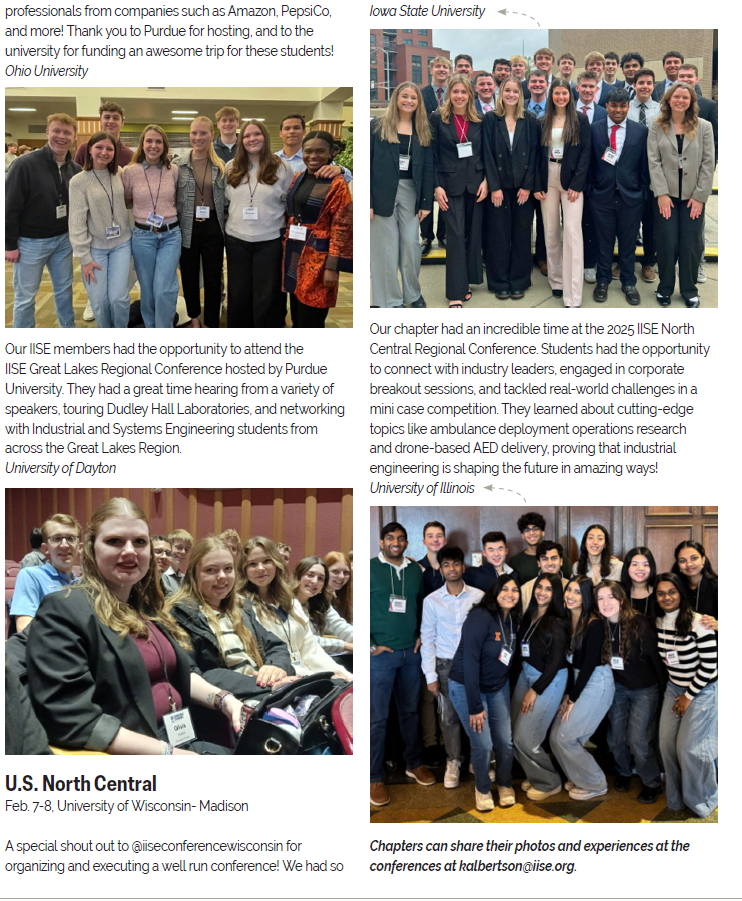 professionals from companies such as Amazon, PepsiCo,
and more! Thank you to Purdue for hosting, and to the
university for funding an awesome trip for these students!
Ohio University
Our IISE members had the opportunity to attend the
IISE Great Lakes Regional Conference hosted by Purdue
University. They had a great time hearing from a variety of
speakers, touring Dudley Hall Laboratories, and networking
with Industrial and Systems Engineering students from
across the Great Lakes Region.
University of Dayton
U.S. North Central
Feb. 7-8, University of Wisconsin- Madison
A special shout out to @iiseconferencewisconsin for
organizing and executing a well run conference! We had so
Iowa State University
Our chapter had an incredible time at the 2025 IISE North
Central Regional Conference. Students had the opportunity
to connect with industry leaders, engaged in corporate
breakout sessions, and tackled real-world challenges in a
mini case competition. They learned about cutting-edge
topics like ambulance deployment operations research
and drone-based AED delivery, proving that industrial
engineering is shaping the future in amazing ways!
University of Illinois
Chapters can share their photos and experiences at the
conferences at kalbertson@iise.org.